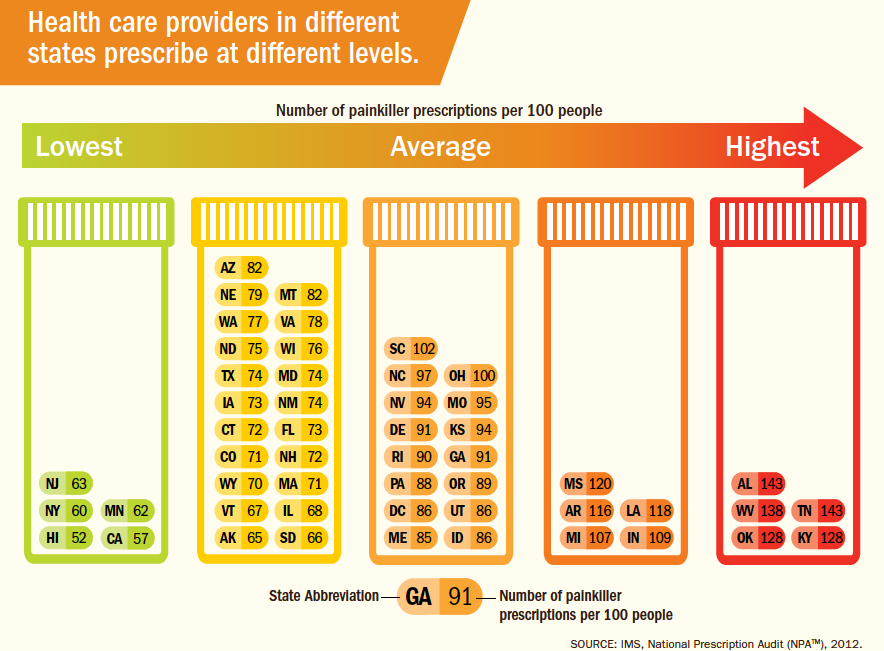 Health care providers in different
states prescribe at different levels.
Number of painkiller prescriptions per 100 people
Lowest Average Highest
NJ 63
NY 60 MN 62
HI 52 CA 57
AZ 82
NE 79 MT 82
WA 77 VA 78
ND 75 WI 76
TX 74 MD 74
IA 73 NM 74
CT 72 FL 73
CO 71 NH 72
WY 70 MA 71
VT 67 IL 68
AK 65 SD 66
SC 102
NC 97 OH 100
NV 94 MO 95
DE 91 KS 94
RI 90 GA 91
PA 88 OR 89
DC 86 UT 86
ME 85 ID 86
MS 120
AR 116 LA 118
MI 107 IN 109
AL 143
WV 138 TN 143
OK 128 KY 128
State Abbreviation GA 91 Number of painkiller
prescriptions per 100 people
SOURCE: IMS, National Prescription Audit (NPA™), 2012.